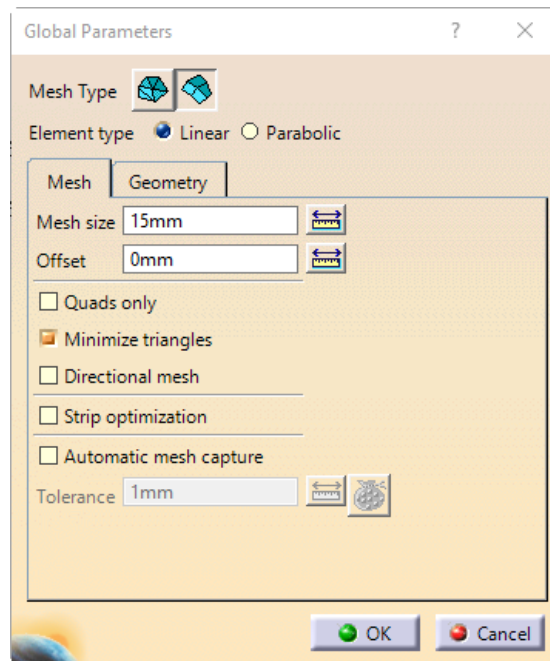 Global Parameters ? ×
Mesh Type
Element type Linear Parabolic
Mesh Geometry
Mesh size 15mm
Offset 0mm
Quads only
Minimize triangles
Directional mesh
Strip optimization
Automatic mesh capture
Tolerance 1mm
OK Cancel